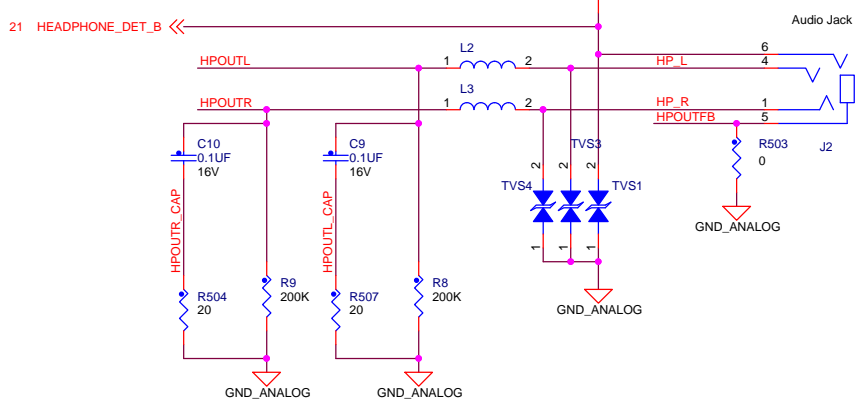 Audio Jack
21 HEADPHONE_DET_B
6
HPOUTL
1 L2 2
HP_L
4
HPOUTR
1 L3 2
HP_R
1
HPOUTFB
5
C10
0.1UF
16V
C9
0.1UF
16V
R503
0
J2
TVS3
2 2 2
TVS4
TVS1
HPOUTR_CAP
HPOUTL_CAP
GND_ANALOG
1 1 1
R504
20
R9
200K
R507
20
R8
200K
GND_ANALOG
GND_ANALOG
GND_ANALOG